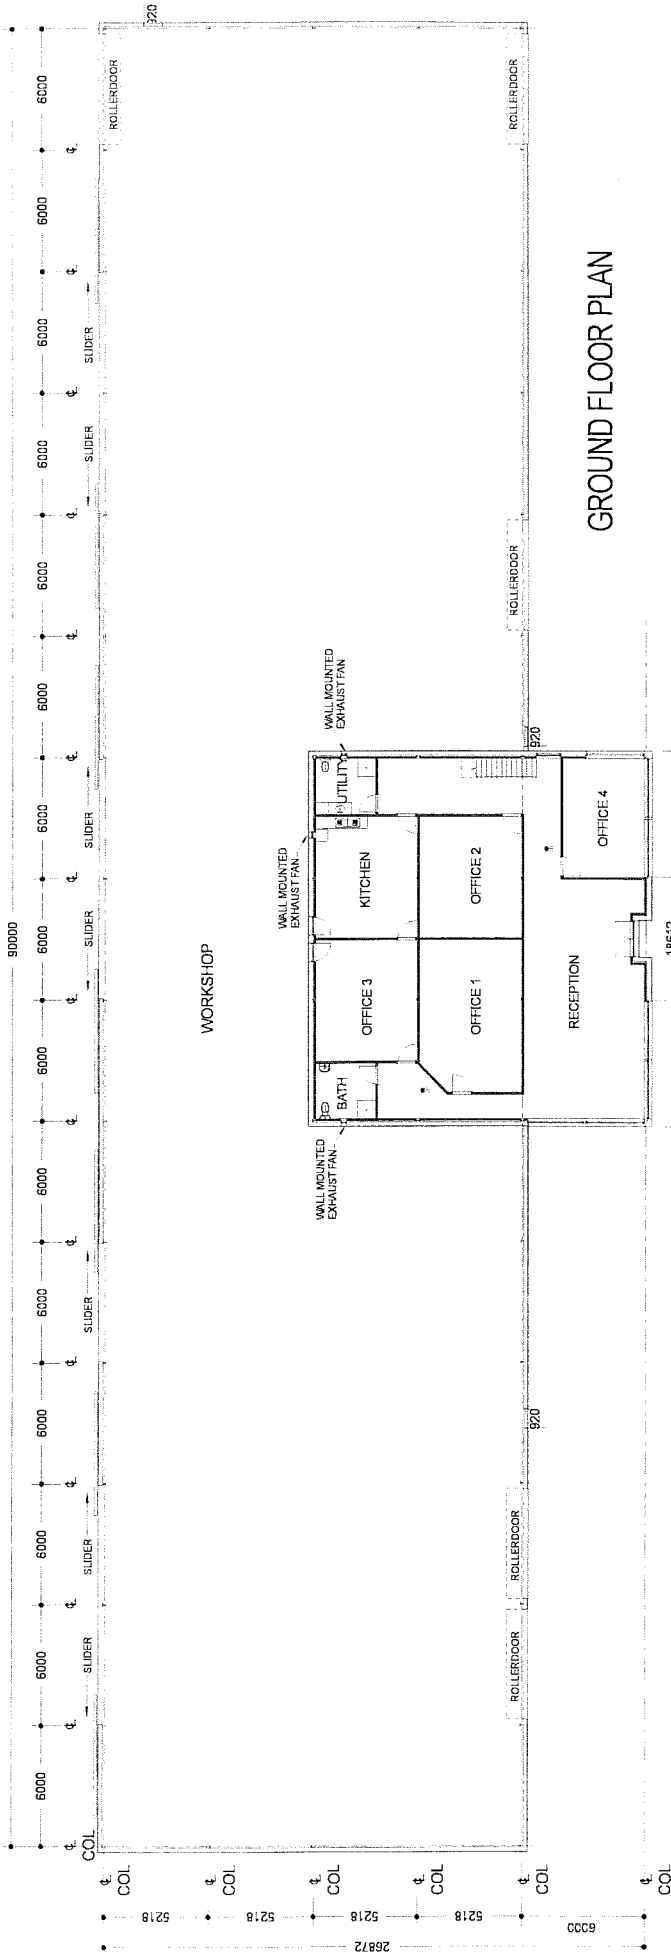 90000
6000 6000 6000 6000 6000 6000 6000 6000 6000 6000 6000 6000 6000 6000 6000
℄ ℄ ℄ ℄ ℄ ℄ ℄ ℄ ℄ ℄ ℄ ℄ ℄ ℄ ℄
COL
SLIDER SLIDER SLIDER SLIDER SLIDER SLIDER SLIDER
℄
COL
℄
COL
℄
COL
℄
COL
℄
COL
℄
COL
5218
5218
5218
5218
6000
26872
ROLLERDOOR
920
WORKSHOP
WALL MOUNTED
EXHAUST FAN
WALL MOUNTED
EXHAUST FAN
WALL MOUNTED
EXHAUST FAN
BATH
OFFICE 3
KITCHEN
UTILITY
OFFICE 1
OFFICE 2
ROLLERDOOR
ROLLERDOOR
920
920
ROLLERDOOR
ROLLERDOOR
RECEPTION
OFFICE 4
GROUND FLOOR PLAN